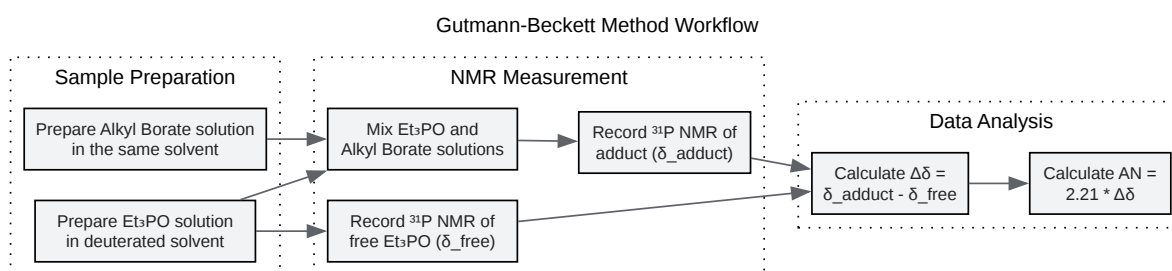 Gutmann-Beckett Method Workflow
Sample Preparation
Prepare Alkyl Borate solution
in the same solvent
Prepare Et₃PO solution
in deuterated solvent
NMR Measurement
Mix Et₃PO and
Alkyl Borate solutions
Record ³¹P NMR of
adduct (δ_adduct)
Record ³¹P NMR of
free Et₃PO (δ_free)
Data Analysis
Calculate Δδ =
δ_adduct - δ_free
Calculate AN =
2.21 * Δδ